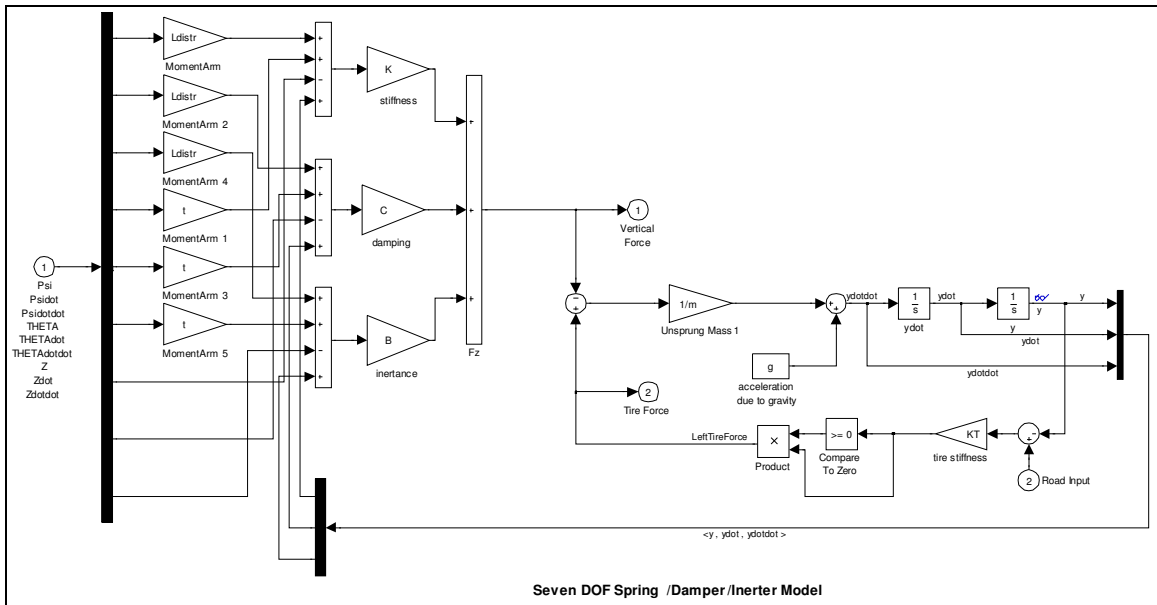 Ldistr
MomentArm
Ldistr
MomentArm 2
Ldistr
MomentArm 4
t
MomentArm 1
t
MomentArm 3
t
MomentArm 5
1
Psi
Psidot
Psidotdot
THETA
THETAdot
THETAdotdot
Z
Zdot
Zdotdot
+
+
−
+
+
+
−
+
+
+
−
+
K
stiffness
C
damping
B
inertance
+
+
+
Fz
1
Vertical
Force
−
+
1/m
Unsprung Mass 1
+
+
g
acceleration
due to gravity
ydotdot
1
s
ydot
ydot
1
s
y
y
y
ydot
ydotdot
2
Tire Force
LeftTireForce
×
Product
>= 0
Compare
To Zero
KT
tire stiffness
−
+
2
Road Input
<y , ydot , ydotdot >
Seven DOF Spring /Damper /Inerter Model